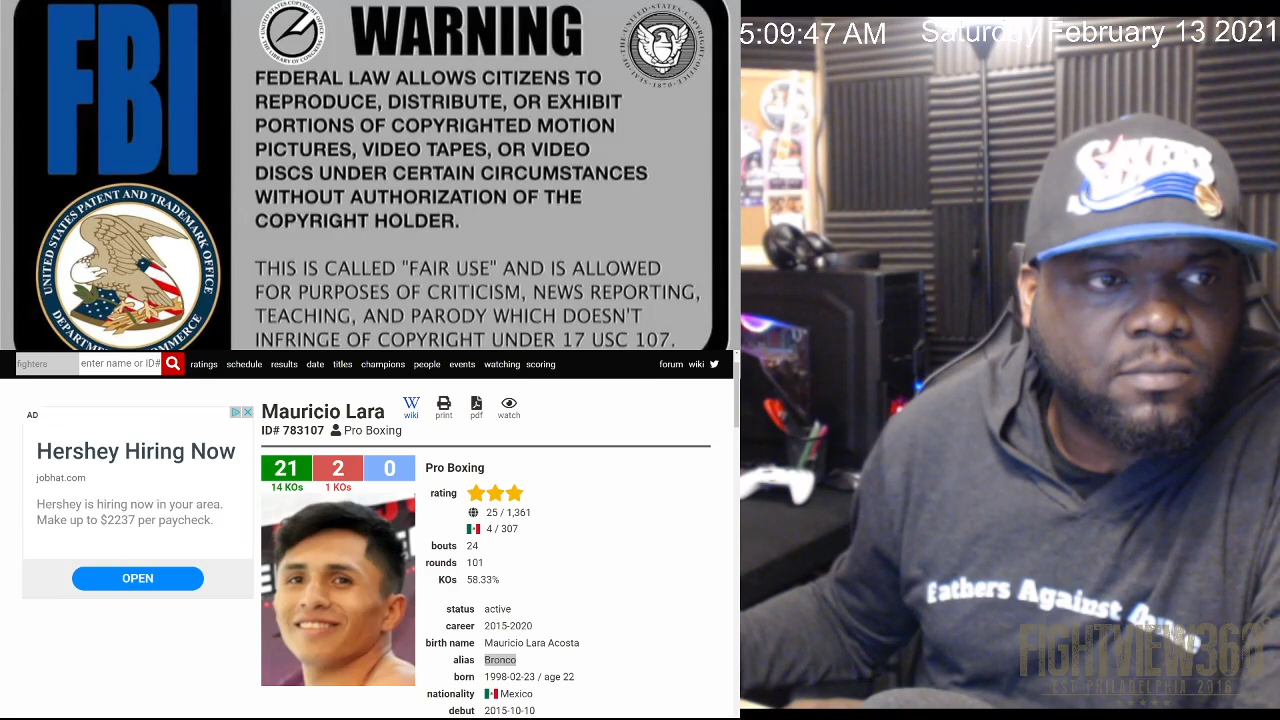 FBI
WARNING
FEDERAL LAW ALLOWS CITIZENS TO
REPRODUCE, DISTRIBUTE, OR EXHIBIT
PORTIONS OF COPYRIGHTED MOTION
PICTURES, VIDEO TAPES, OR VIDEO
DISCS UNDER CERTAIN CIRCUMSTANCES
WITHOUT AUTHORIZATION OF THE
COPYRIGHT HOLDER.
THIS IS CALLED "FAIR USE" AND IS ALLOWED
FOR PURPOSES OF CRITICISM, NEWS REPORTING,
TEACHING, AND PARODY WHICH DOESN'T
INFRINGE OF COPYRIGHT UNDER 17 USC 107.
UNITED STATES PATENT AND TRADEMARK OFFICE
5:09:47 AM Saturday February 13 2021
fighters enter name or ID# ratings schedule results date titles champions people events watching scoring forum wiki
AD
Hershey Hiring Now
jobhat.com
Hershey is hiring now in your area.
Make up to $2237 per paycheck.
OPEN
Mauricio Lara
W wiki print pdf watch
ID# 783107 Pro Boxing
21 2 0
14 KOs 1 KOs
Pro Boxing
rating
25 / 1,361
4 / 307
bouts 24
rounds 101
KOs 58.33%
status active
career 2015-2020
birth name Mauricio Lara Acosta
alias Bronco
born 1998-02-23 / age 22
nationality Mexico
debut 2015-10-10
Fathers Against
FIGHTVIEW360
EST PHILADELPHIA 2016